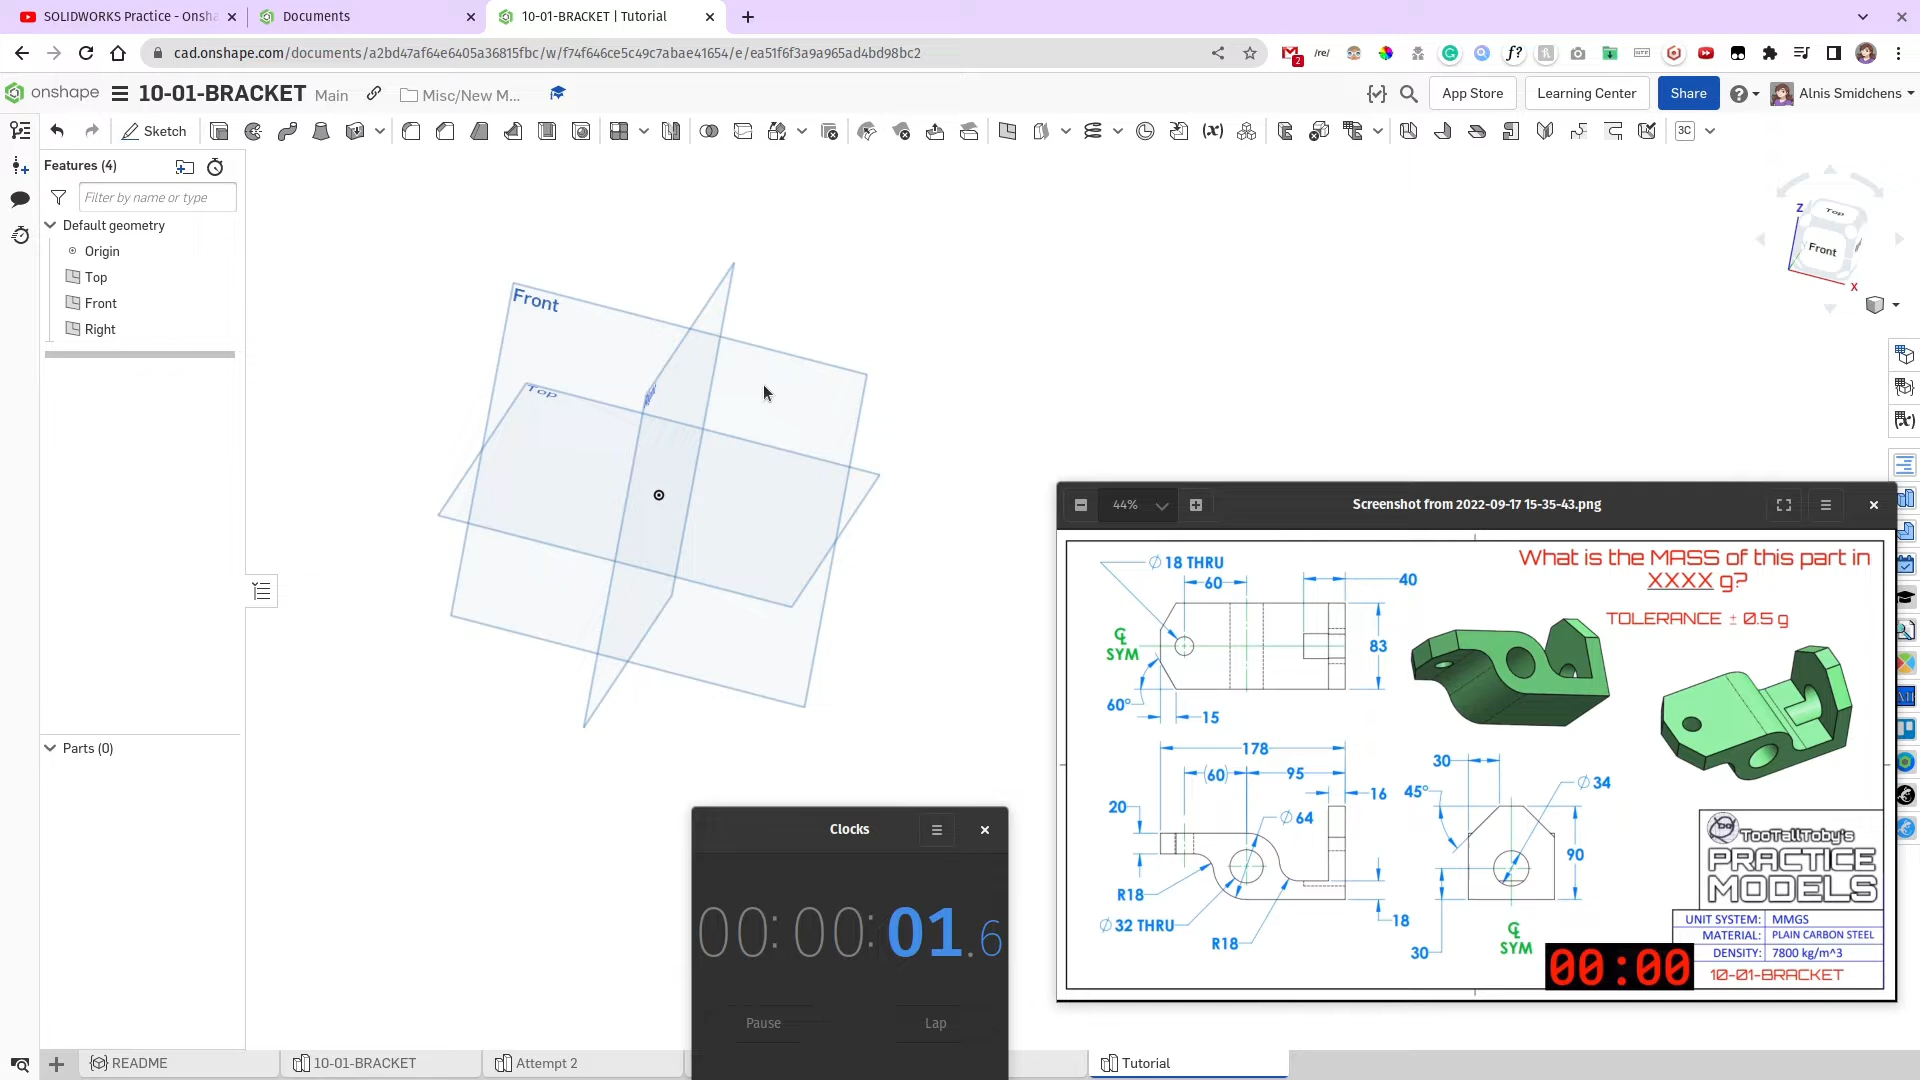 SOLIDWORKS Practice - Onsha
Documents
10-01-BRACKET | Tutorial
cad.onshape.com/documents/a2bd47af64e6405a36815fbc/w/f74f646ce5c49c7abae41654/e/ea51f6f3a9a965ad4bd98bc2
2
/re/
f?
onshape
10-01-BRACKET
Main
Misc/New M...
App Store
Learning Center
Share
Alnis Smidchens
Sketch
(x)
3C
Features (4)
Filter by name or type
Default geometry
Origin
Top
Front
Right
Parts (0)
Front
Top
Z
Top
Front
X
(x)
44%
Screenshot from 2022-09-17 15-35-43.png
What is the MASS of this part in
XXXX g?
TOLERANCE ± 0.5 g
∅ 18 THRU
60
40
℄
SYM
83
60°
15
178
(60)
95
16
20
∅ 64
R18
∅ 32 THRU
R18
18
30
45°
∅ 34
90
30
℄
SYM
TooTallToby's
PRACTICE
MODELS
UNIT SYSTEM: MMGS
MATERIAL: PLAIN CARBON STEEL
DENSITY: 7800 kg/m^3
10-01-BRACKET
00:00
Clocks
00:00:01.6
Pause
Lap
README
10-01-BRACKET
Attempt 2
Tutorial